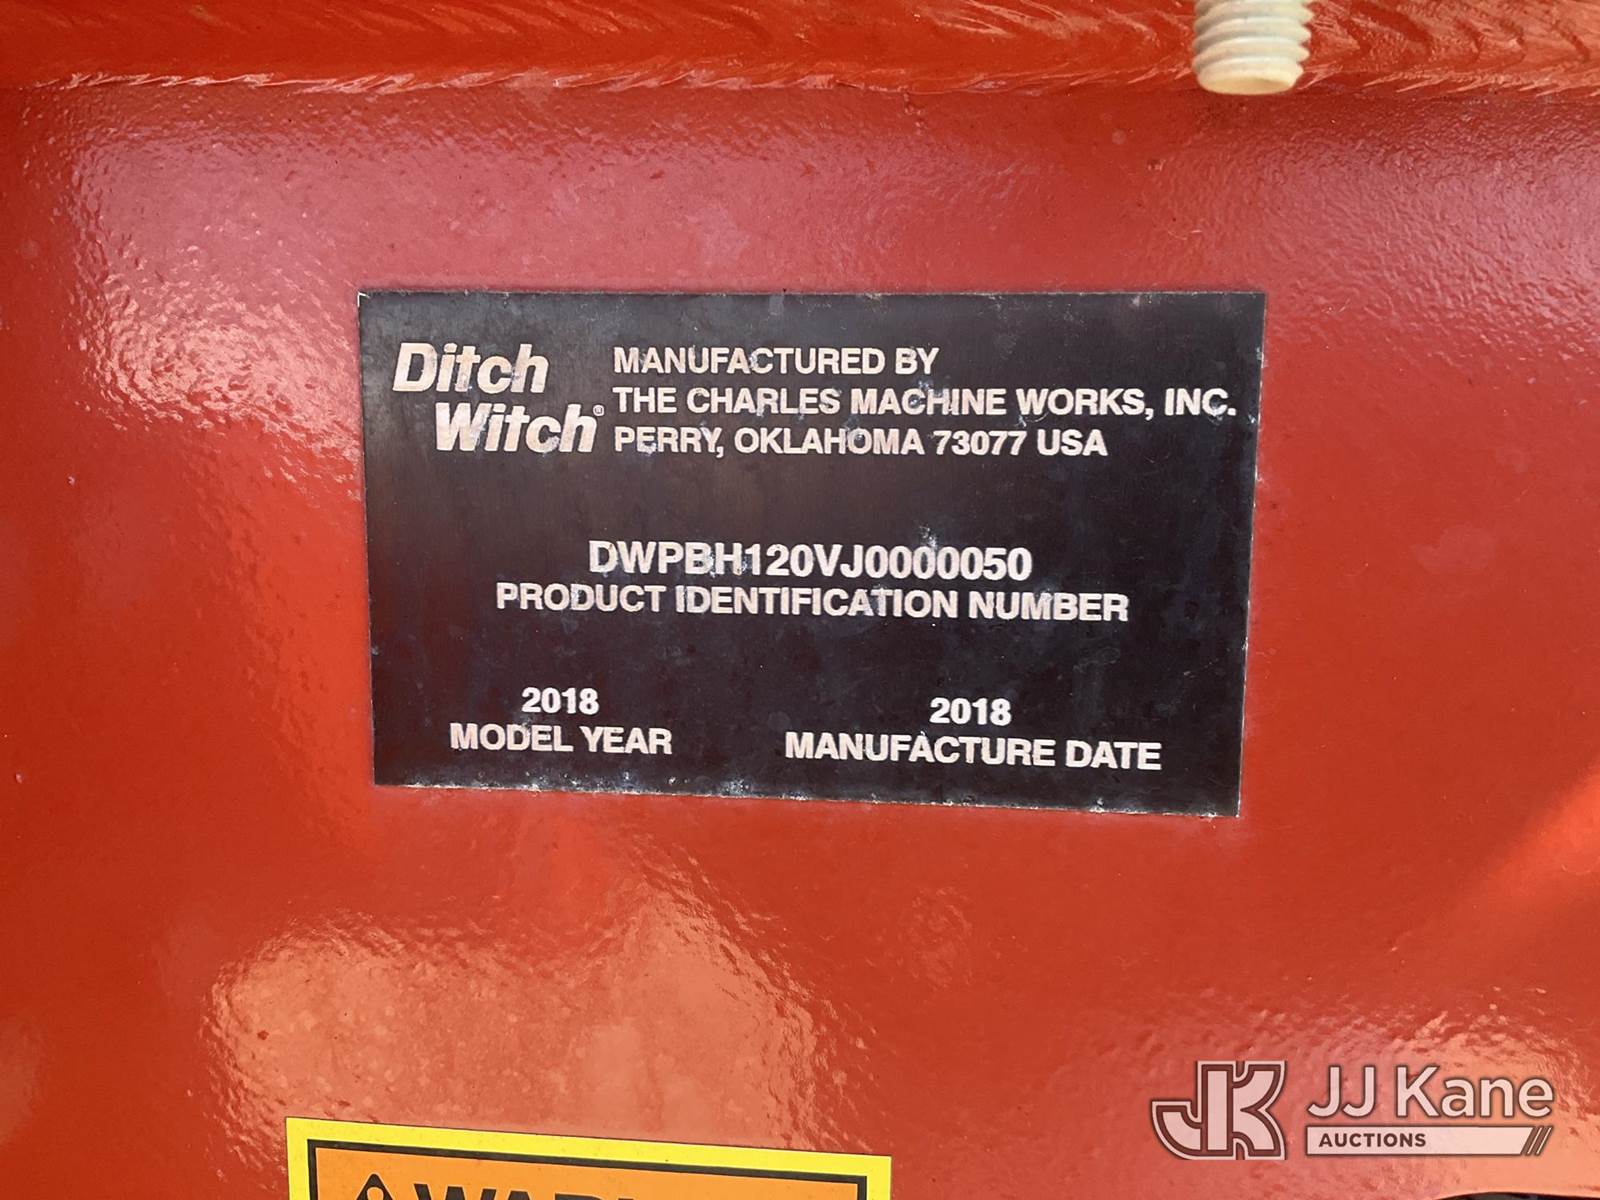 Ditch Witch®
MANUFACTURED BY
THE CHARLES MACHINE WORKS, INC.
PERRY, OKLAHOMA 73077 USA
DWPBH120VJ0000050
PRODUCT IDENTIFICATION NUMBER
2018
MODEL YEAR
2018
MANUFACTURE DATE
JK JJ Kane
AUCTIONS